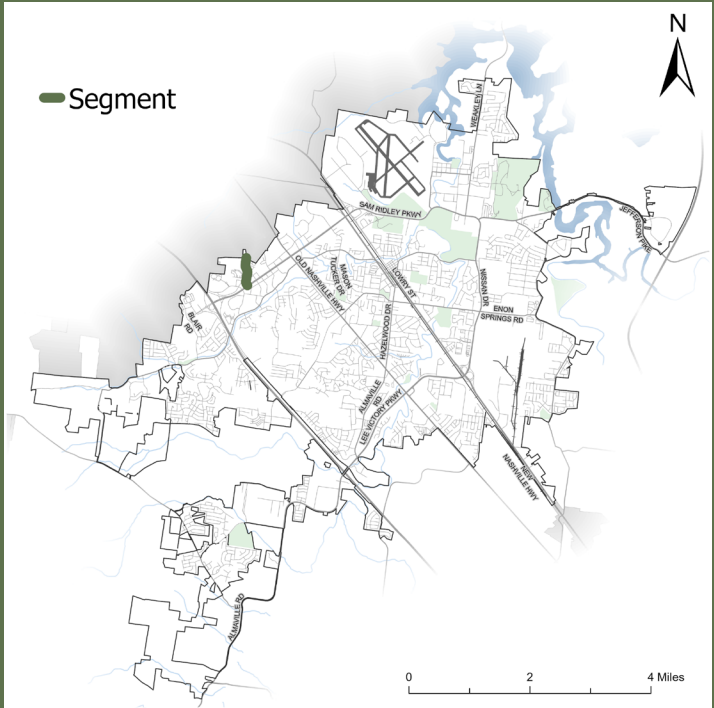 N
Segment
WEAKLEY LN
SAM RIDLEY PKWY
JEFFERSON PIKE
OLD NASHVILLE HWY
MASON
TUCKER DR
LOWRY ST
NISSAN DR
ENON
SPRINGS RD
BLAIR
RD
HAZELWOOD DR
ALMAVILLE
RD
LEE VICTORY PKWY
NEW
NASHVILLE HWY
ALMAVILLE RD
0 2 4 Miles